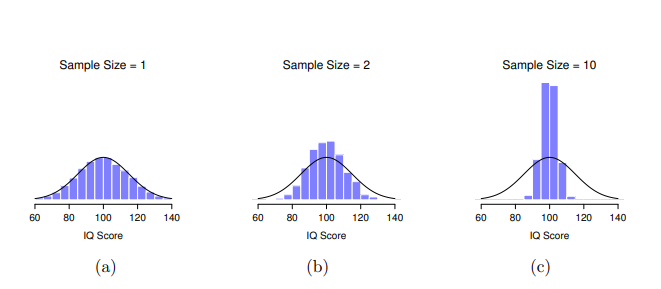 Sample Size = 1
60 80 100 120 140
IQ Score
(a)
Sample Size = 2
60 80 100 120 140
IQ Score
(b)
Sample Size = 10
60 80 100 120 140
IQ Score
(c)